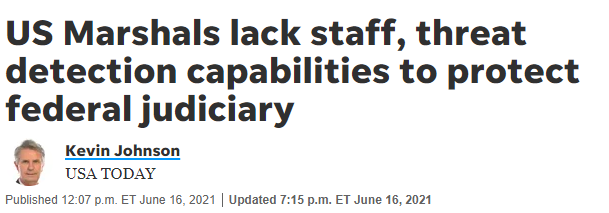 US Marshals lack staff, threat
detection capabilities to protect
federal judiciary
Kevin Johnson
USA TODAY
Published 12:07 p.m. ET June 16, 2021 | Updated 7:15 p.m. ET June 16, 2021